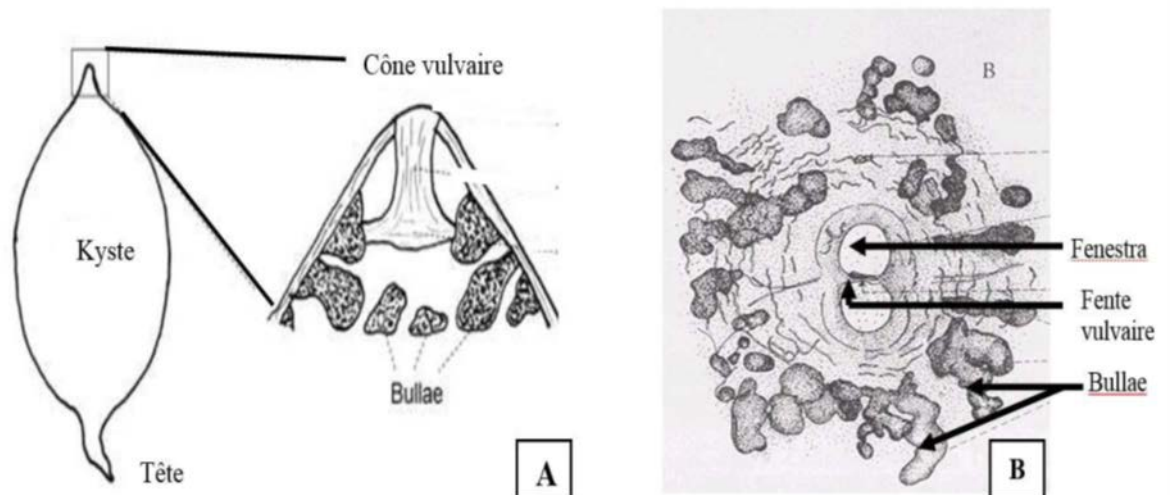 Cône vulvaire
Kyste
Bullae
Tête
A
B
Fenestra
Fente
vulvaire
Bullae
B